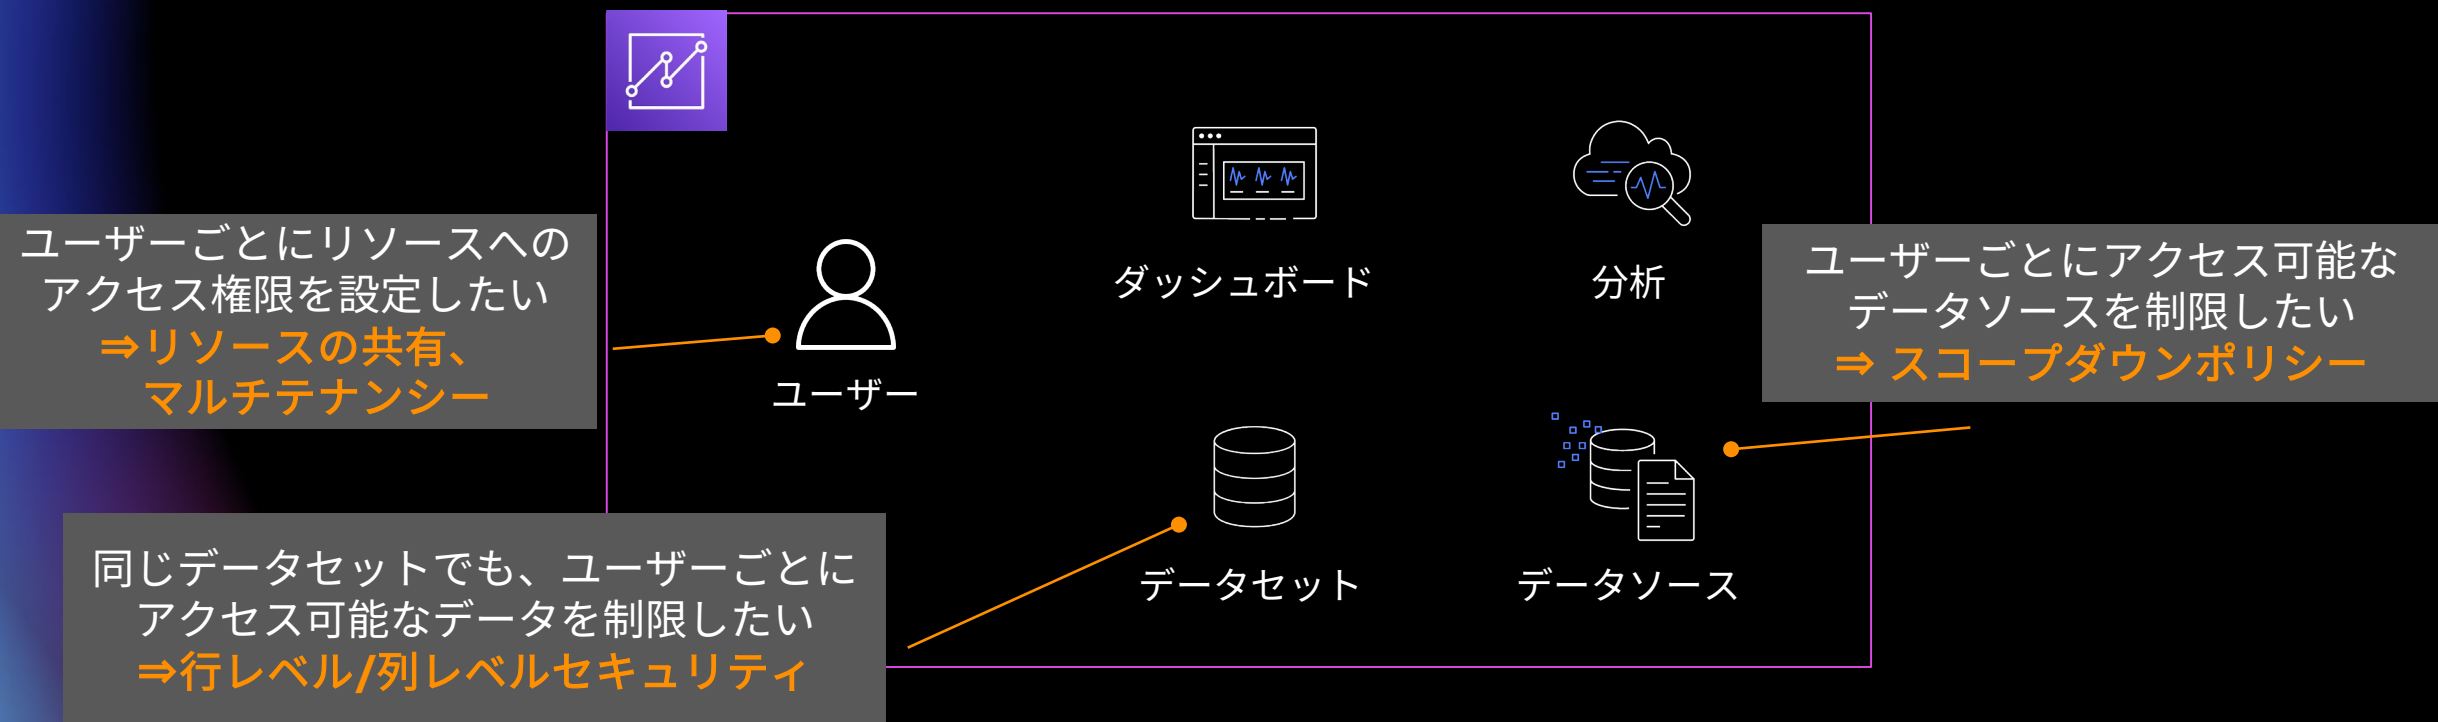 ユーザーごとにリソースへの
アクセス権限を設定したい
⇒リソースの共有、
マルチテナンシー
ユーザー
ダッシュボード
分析
ユーザーごとにアクセス可能な
データソースを制限したい
⇒ スコープダウンポリシー
データセット
データソース
同じデータセットでも、ユーザーごとに
アクセス可能なデータを制限したい
⇒行レベル/列レベルセキュリティ